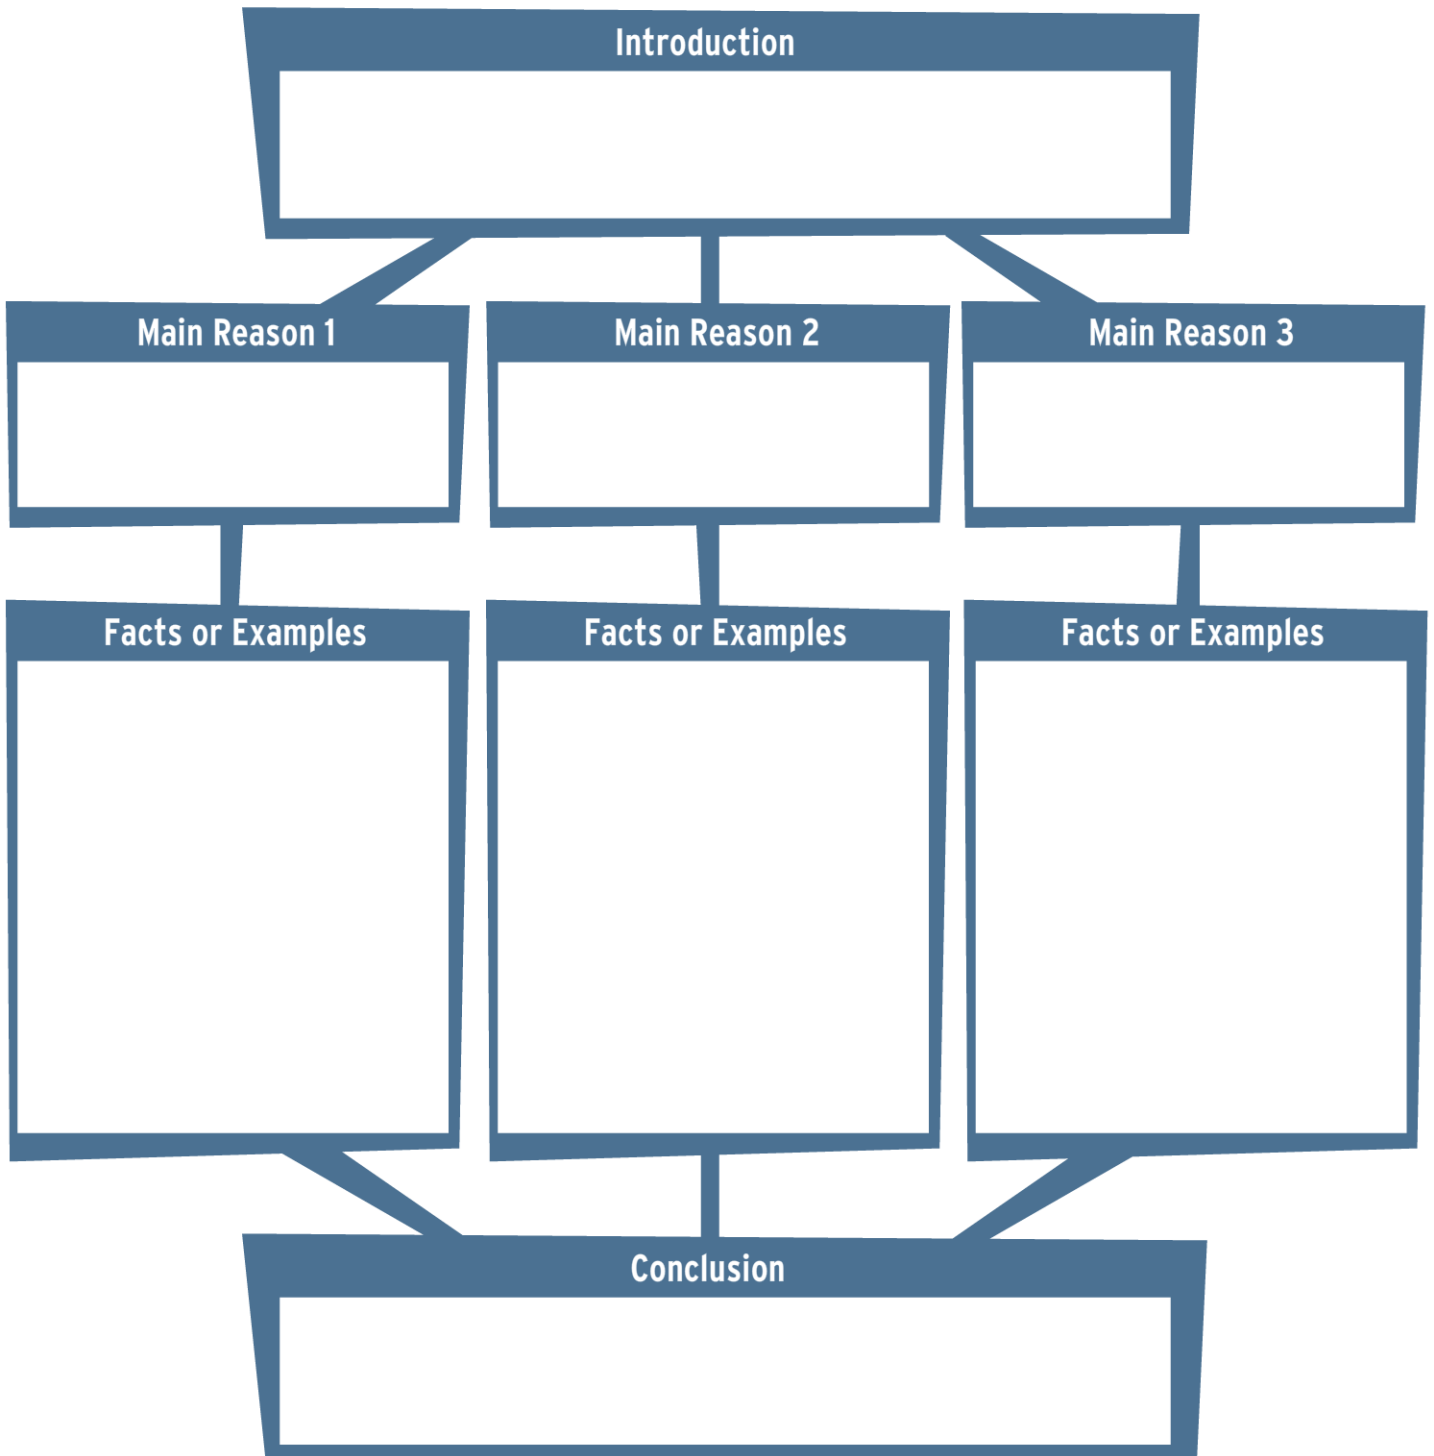 Introduction
Main Reason 1
Main Reason 2
Main Reason 3
Facts or Examples
Facts or Examples
Facts or Examples
Conclusion